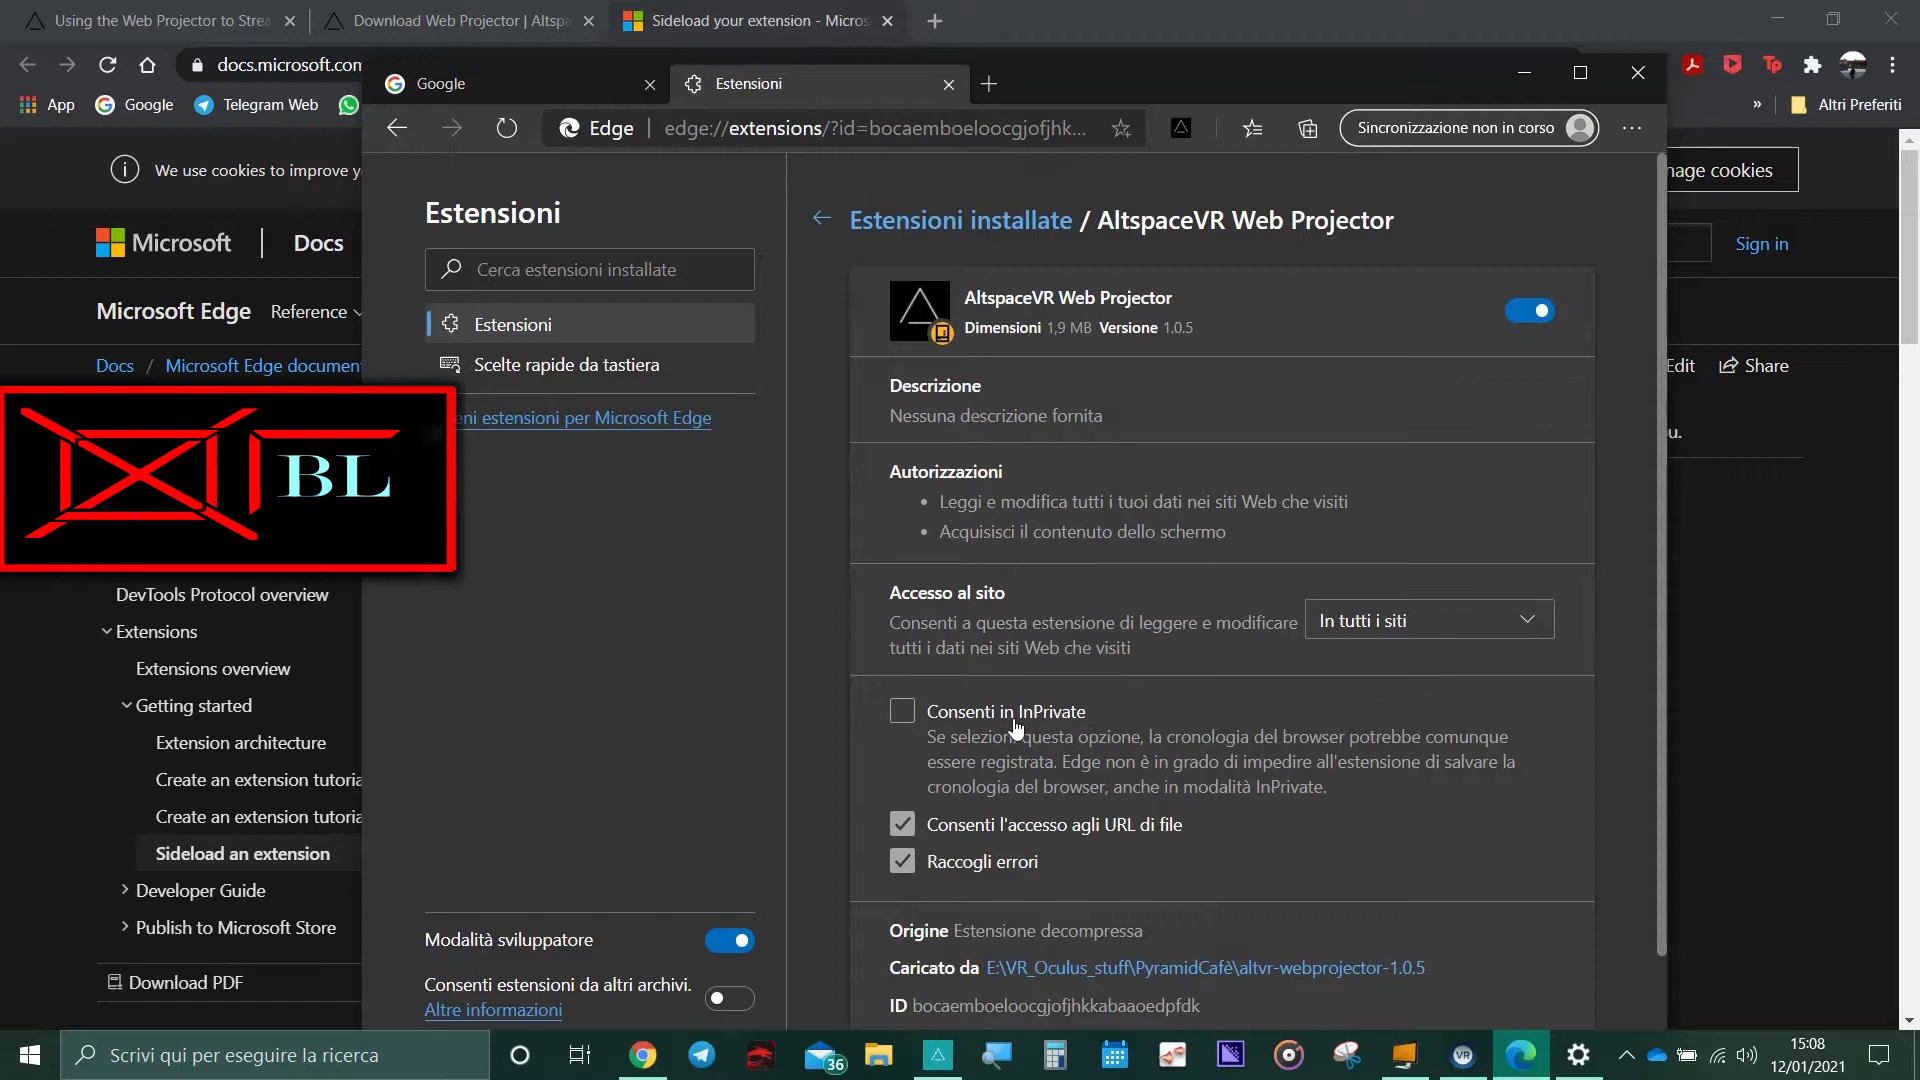 Using the Web Projector to Strea
Download Web Projector | Altspa
Sideload your extension - Micros
docs.microsoft.com
App
Google
Telegram Web
Altri Preferiti
Google
Estensioni
Edge
edge://extensions/?id=bocaemboeloocgjofjhk...
Sincronizzazione non in corso
We use cookies to improve y
nage cookies
Microsoft
Docs
Sign in
Microsoft Edge
Reference
Docs / Microsoft Edge documen
Edit
Share
u.
BL
DevTools Protocol overview
Extensions
Extensions overview
Getting started
Extension architecture
Create an extension tutoria
Create an extension tutoria
Sideload an extension
Developer Guide
Publish to Microsoft Store
Download PDF
Estensioni
Cerca estensioni installate
Estensioni
Scelte rapide da tastiera
eni estensioni per Microsoft Edge
Modalità sviluppatore
Consenti estensioni da altri archivi.
Altre informazioni
Estensioni installate / AltspaceVR Web Projector
AltspaceVR Web Projector
Dimensioni 1,9 MB Versione 1.0.5
Descrizione
Nessuna descrizione fornita
Autorizzazioni
Leggi e modifica tutti i tuoi dati nei siti Web che visiti
Acquisisci il contenuto dello schermo
Accesso al sito
Consenti a questa estensione di leggere e modificare
tutti i dati nei siti Web che visiti
In tutti i siti
Consenti in InPrivate
Se selezioni questa opzione, la cronologia del browser potrebbe comunque
essere registrata. Edge non è in grado di impedire all'estensione di salvare la
cronologia del browser, anche in modalità InPrivate.
Consenti l'accesso agli URL di file
Raccogli errori
Origine Estensione decompressa
Caricato da E:\VR_Oculus_stuff\PyramidCafè\altvr-webprojector-1.0.5
ID bocaemboeloocgjofjhkkabaaoedpfdk
Scrivi qui per eseguire la ricerca
36
VR
15:08
12/01/2021